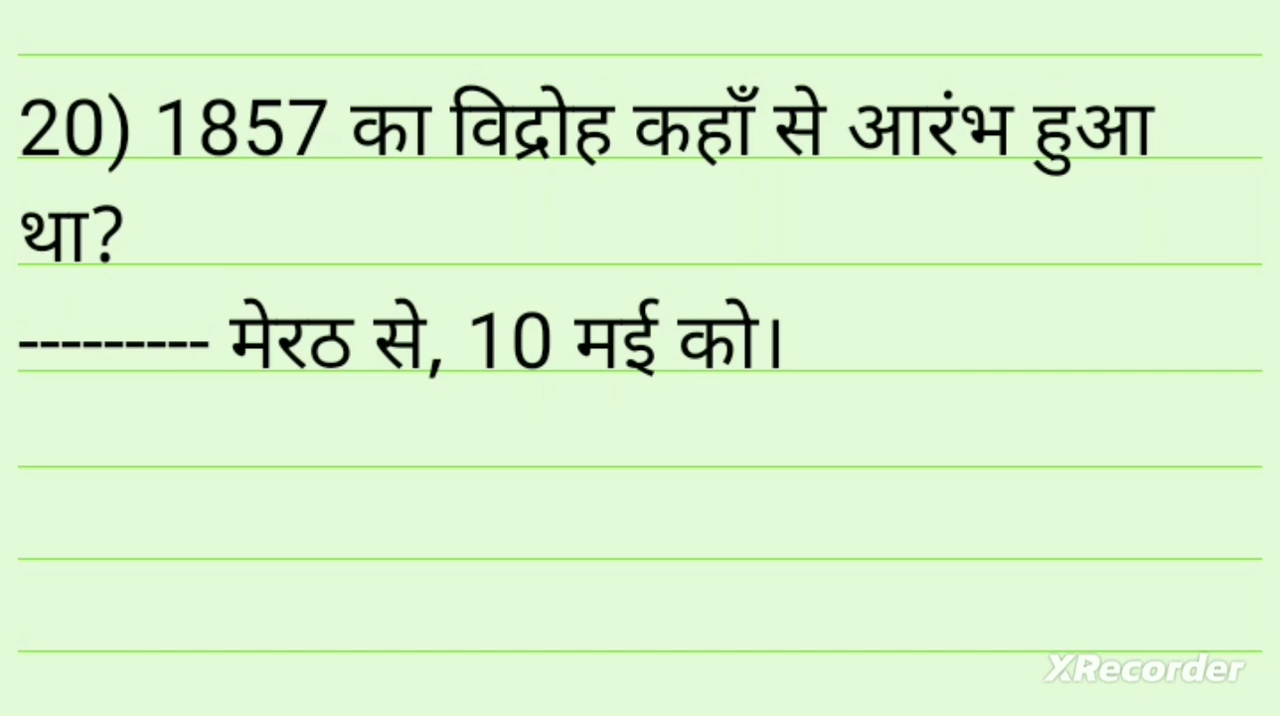 20) 1857 का विद्रोह कहाँ से आरंभ हुआ
था?
--------- मेरठ से, 10 मई को।
XRecorder